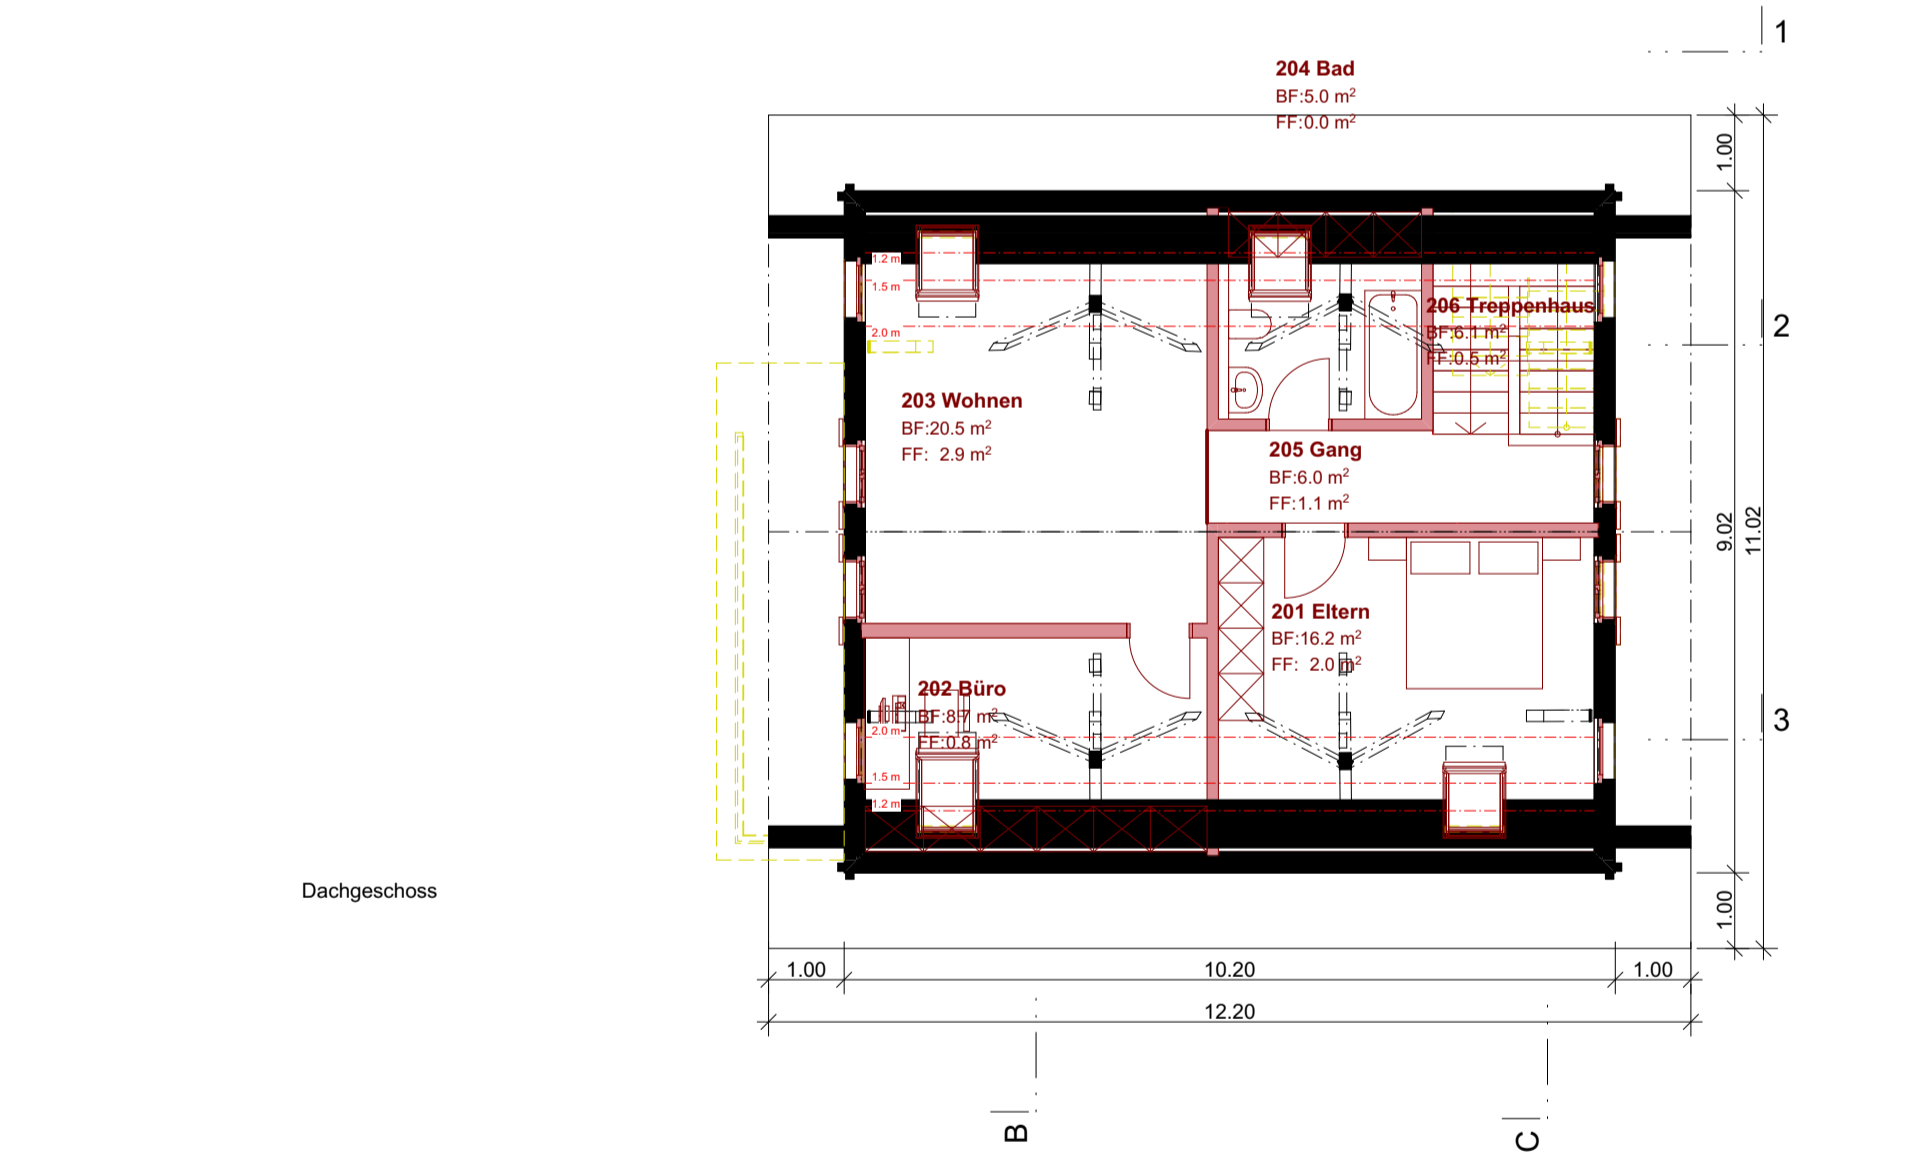 1
204 Bad
BF:5.0 m²
FF:0.0 m²
1.00
1.2 m
1.5 m
2.0 m
206 Treppenhaus
BF:6.1 m²
FF:0.5 m²
2
203 Wohnen
BF:20.5 m²
FF: 2.9 m²
205 Gang
BF:6.0 m²
FF:1.1 m²
9.02
11.02
201 Eltern
BF:16.2 m²
FF: 2.0 m²
202 Büro
BF:8.7 m²
FF:0.8 m²
2.0 m
1.5 m
1.2 m
3
Dachgeschoss
1.00
1.00
10.20
1.00
12.20
B
C